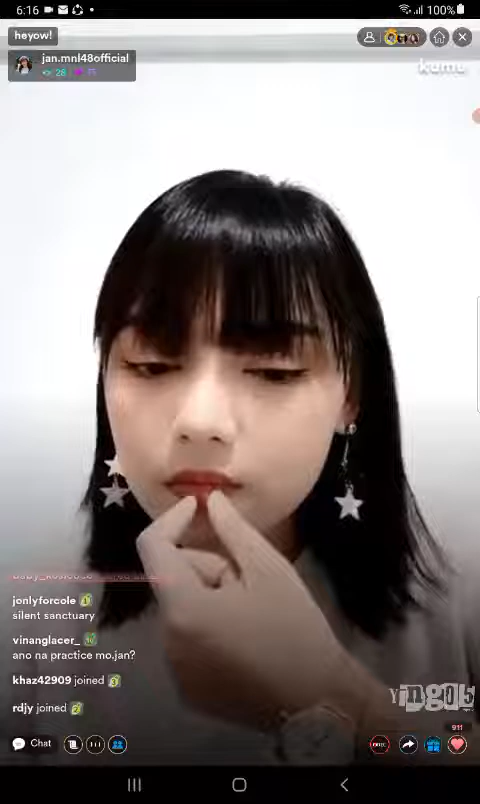 6:16
100%
heyow!
jan.mnl48official
28
kumu
jonlyforcole
silent sanctuary
vinanglacer_
ano na practice mo.jan?
khaz42909 joined
rdjy joined
Yingp05
911
Chat